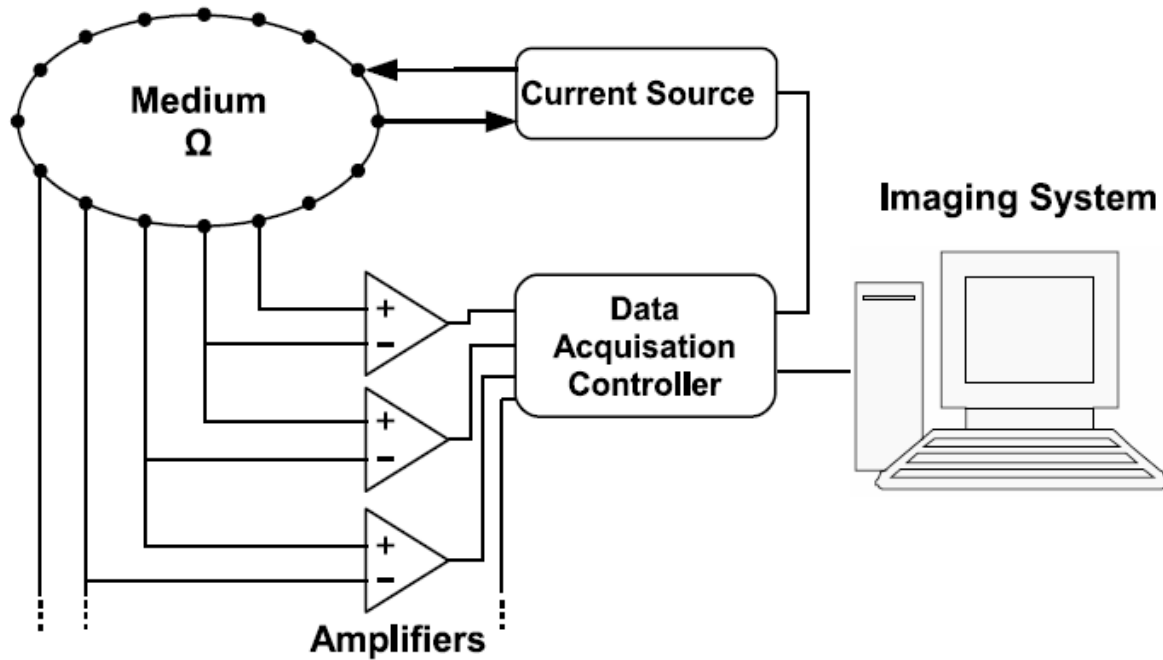 Medium
Ω
Current Source
Imaging System
+
−
Data
Acquisation
Controller
+
−
+
−
Amplifiers